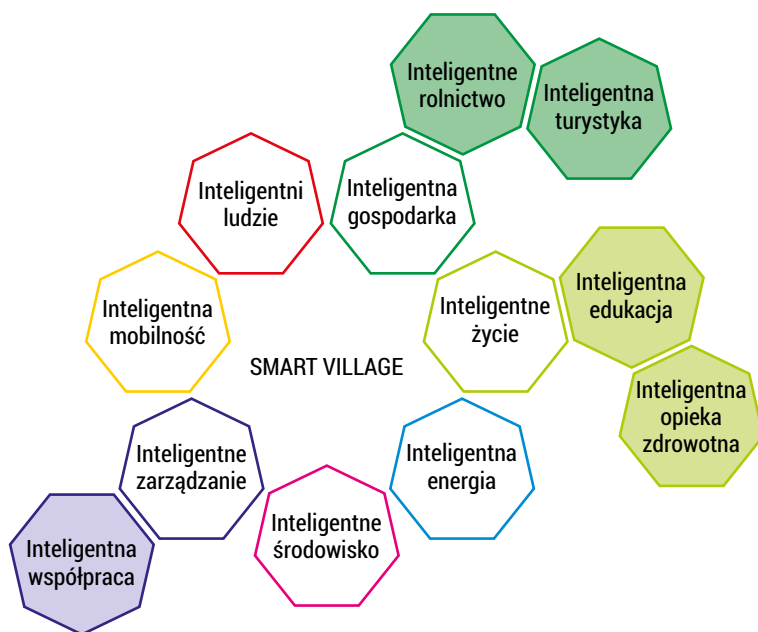 Inteligentne
rolnictwo
Inteligentna
turystyka
Inteligentni
ludzie
Inteligentna
gospodarka
Inteligentna
mobilność
Inteligentne
życie
Inteligentna
edukacja
SMART VILLAGE
Inteligentna
opieka
zdrowotna
Inteligentne
zarządzanie
Inteligentna
energia
Inteligentne
środowisko
Inteligentna
współpraca